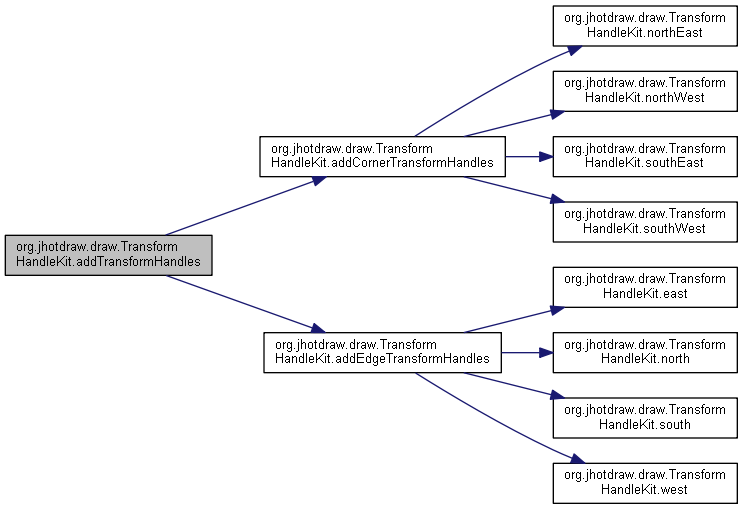 org.jhotdraw.draw.Transform
HandleKit.northEast
org.jhotdraw.draw.Transform
HandleKit.northWest
org.jhotdraw.draw.Transform
HandleKit.addCornerTransformHandles
org.jhotdraw.draw.Transform
HandleKit.southEast
org.jhotdraw.draw.Transform
HandleKit.southWest
org.jhotdraw.draw.Transform
HandleKit.addTransformHandles
org.jhotdraw.draw.Transform
HandleKit.east
org.jhotdraw.draw.Transform
HandleKit.addEdgeTransformHandles
org.jhotdraw.draw.Transform
HandleKit.north
org.jhotdraw.draw.Transform
HandleKit.south
org.jhotdraw.draw.Transform
HandleKit.west